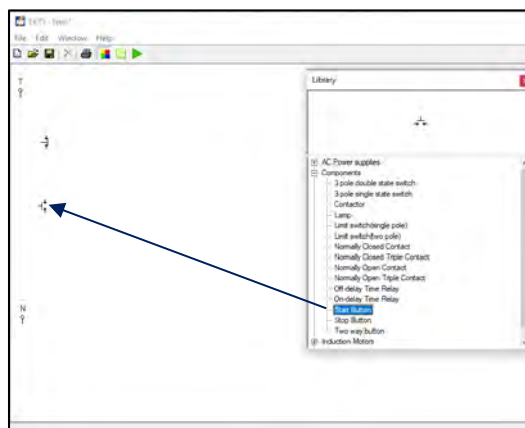 File Edit Window Help
Library
T
AC Power supplies
Components
3 pole double state switch
3 pole single state switch
Contactor
Lamp
Limit switch(single pole)
Limit switch(two pole)
Normally Closed Contact
Normally Closed Triple Contact
Normally Open Contact
Normally Open Triple Contact
Off-delay Time Relay
On-delay Time Relay
Start Button
Stop Button
Two way button
Induction Motors
N